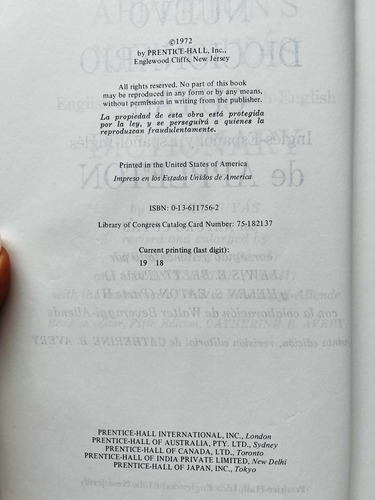 ©1972
by PRENTICE-HALL, Inc.,
Englewood Cliffs, New Jersey
All rights reserved. No part of this book
may be reproduced in any form or by any means,
without permission in writing from the publisher.
La propiedad de esta obra está protegida
por la ley, y se perseguirá a quienes la
reproduzcan fraudulentamente.
Printed in the United States of America
Impreso en los Estados Unidos de America
ISBN: 0-13-611756-2
Library of Congress Catalog Card Number: 75-182137
Current printing (last digit):
19 18
PRENTICE-HALL INTERNATIONAL, INC., London
PRENTICE-HALL OF AUSTRALIA, PTY. LTD., Sydney
PRENTICE-HALL OF CANADA, LTD., Toronto
PRENTICE-HALL OF INDIA PRIVATE LIMITED, New Delhi
PRENTICE-HALL OF JAPAN, INC., Tokyo